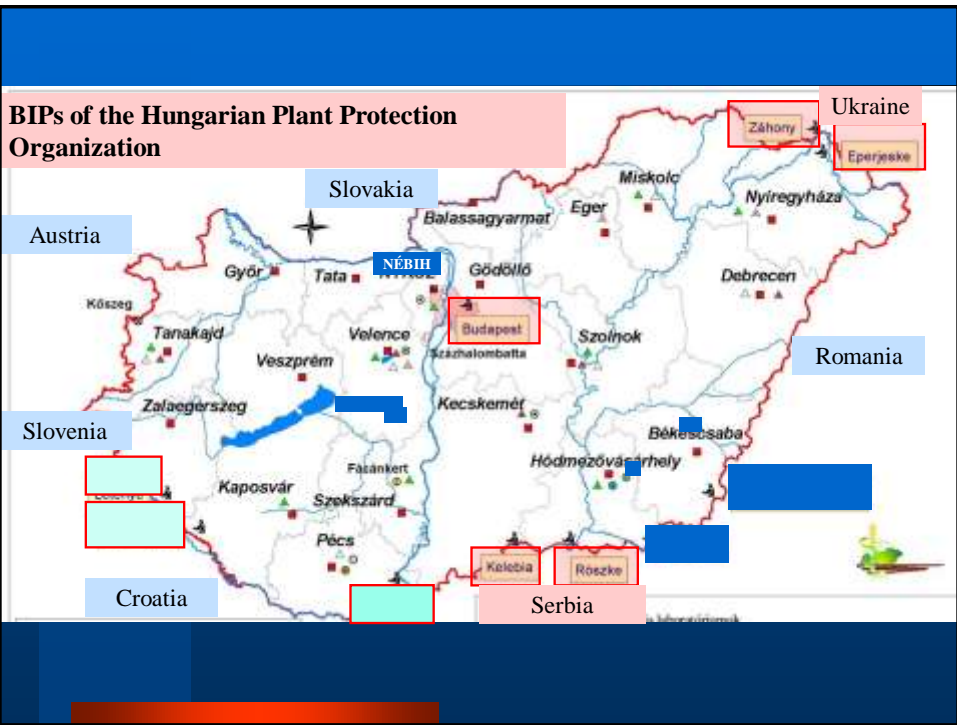 BIPs of the Hungarian Plant Protection
Organization
Ukraine
Záhony
Eperjeske
Slovakia
Miskolc
Nyíregyháza
Balassagyarmat
Eger
Austria
NÉBIH
Győr
Tata
Gödöllő
Debrecen
Kőszeg
Tanakajd
Velence
Budapest
Szolnok
Százhalombatta
Veszprém
Romania
Zalaegerszeg
Kecskemét
Slovenia
Békéscsaba
Hódmezővásárhely
Fácánkert
Kaposvár
Szekszárd
Pécs
Kelebia
Röszke
Croatia
Serbia